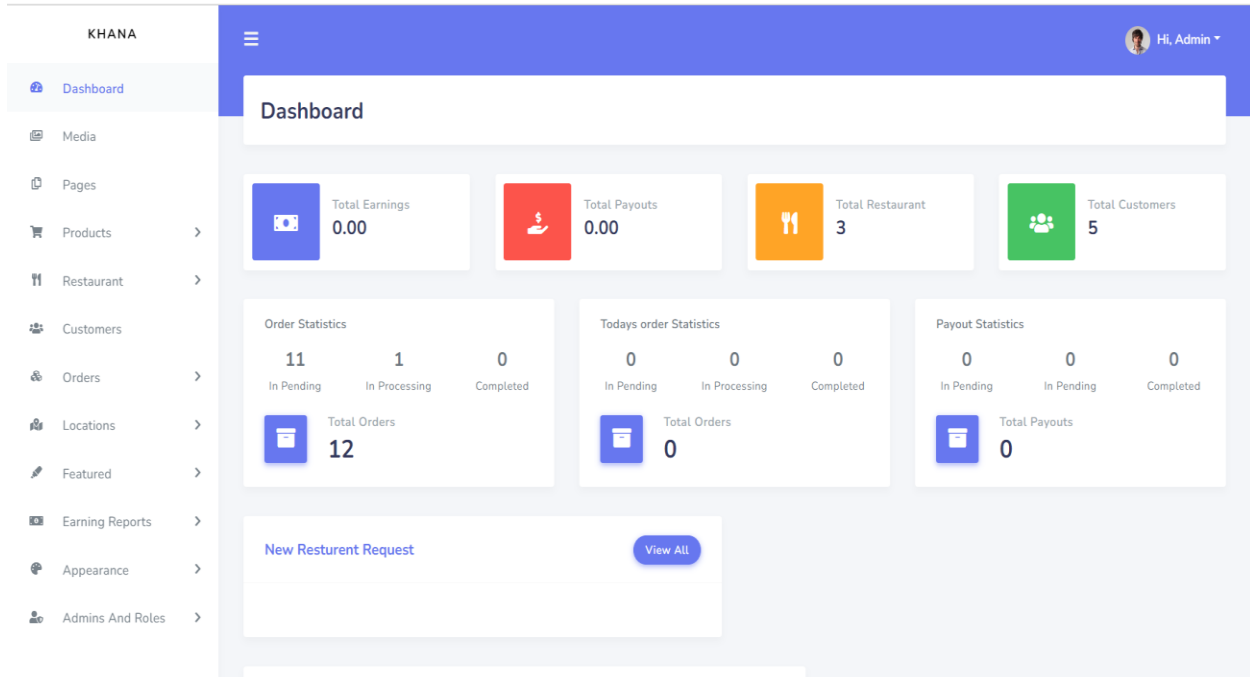 KHANA
Hi, Admin
Dashboard
Media
Pages
Products
Restaurant
Customers
Orders
Locations
Featured
Earning Reports
Appearance
Admins And Roles
Dashboard
Total Earnings
0.00
Total Payouts
0.00
Total Restaurant
3
Total Customers
5
Order Statistics
11 1 0
In Pending In Processing Completed
Total Orders
12
Todays order Statistics
0 0 0
In Pending In Processing Completed
Total Orders
0
Payout Statistics
0 0 0
In Pending In Pending Completed
Total Payouts
0
New Resturent Request
View All